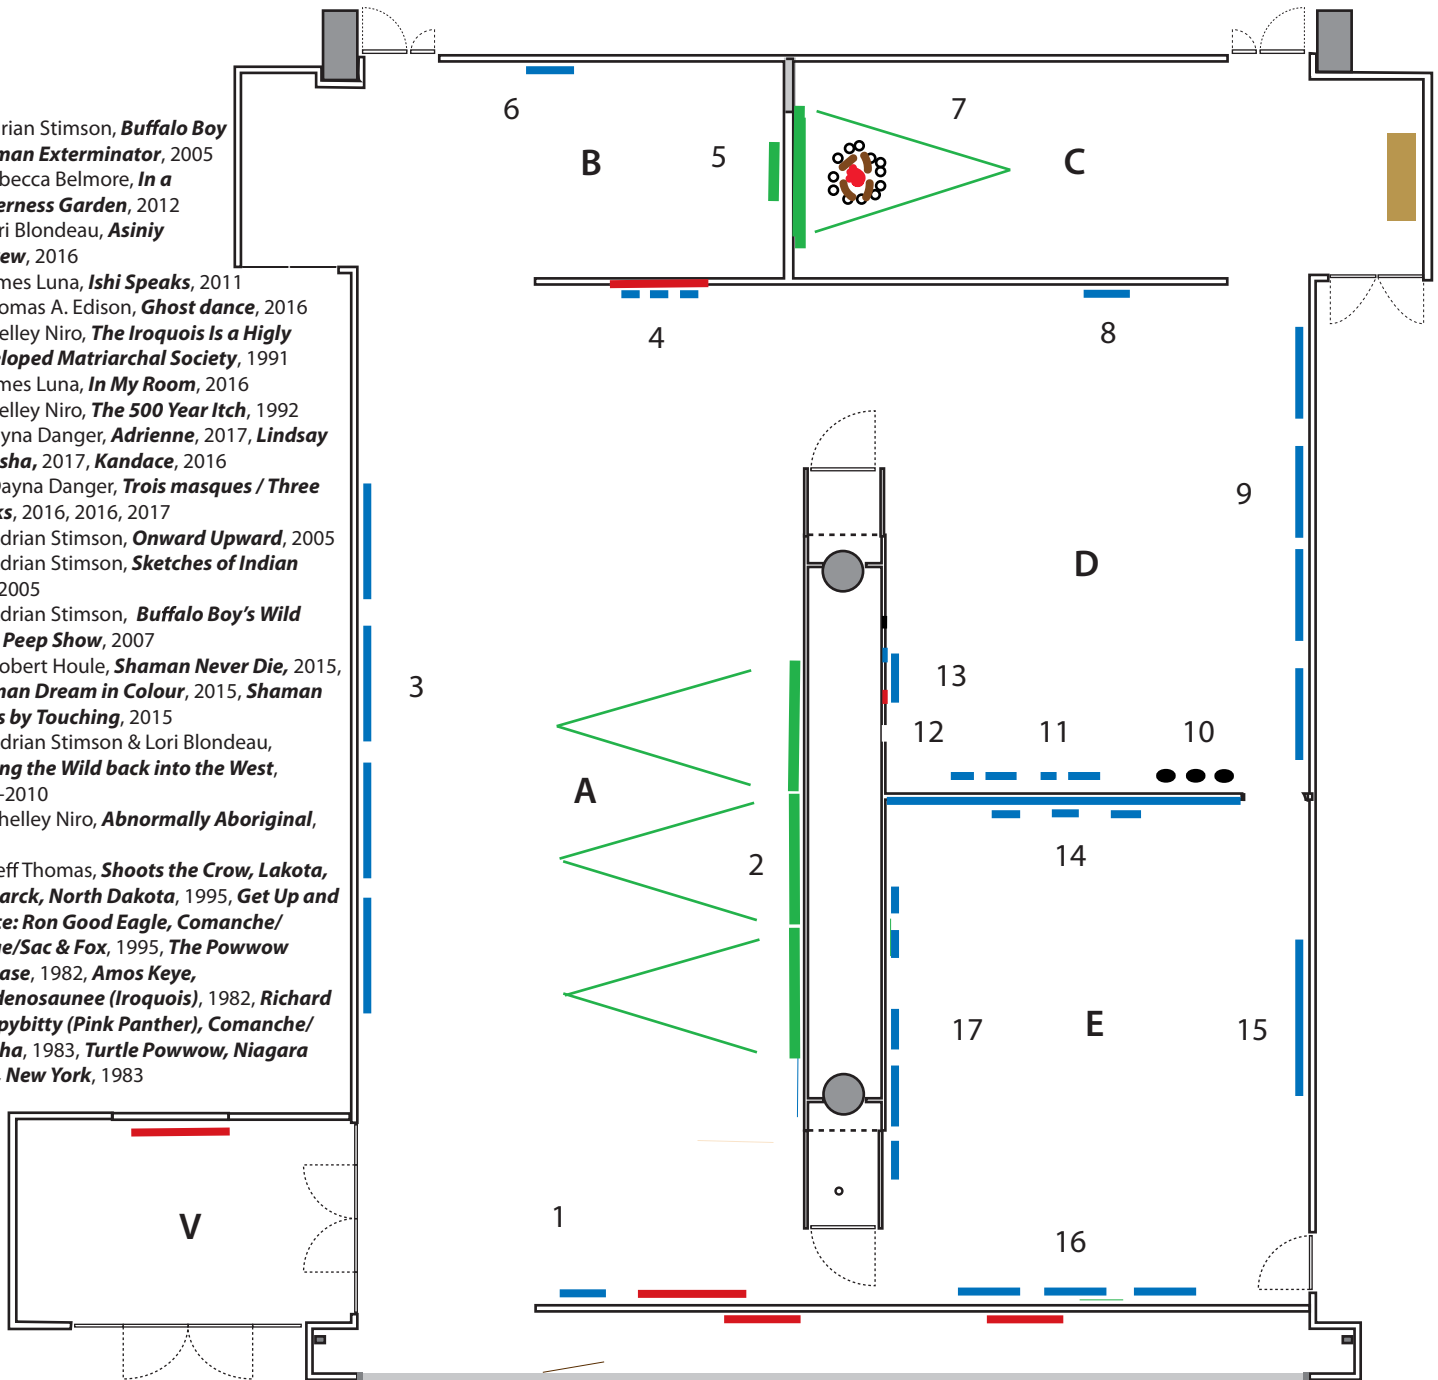 rian Stimson, Buffalo Boy
man Exterminator, 2005
becca Belmore, In a
erness Garden, 2012
ri Blondeau, Asiniy
ew, 2016
mes Luna, Ishi Speaks, 2011
omas A. Edison, Ghost dance, 2016
elley Niro, The Iroquois Is a Higly
eloped Matriarchal Society, 1991
mes Luna, In My Room, 2016
elley Niro, The 500 Year Itch, 1992
yna Danger, Adrienne, 2017, Lindsay
sha, 2017, Kandace, 2016
Dayna Danger, Trois masques / Three
ks, 2016, 2016, 2017
drian Stimson, Onward Upward, 2005
drian Stimson, Sketches of Indian
2005
drian Stimson, Buffalo Boy's Wild
Peep Show, 2007
obert Houle, Shaman Never Die, 2015,
man Dream in Colour, 2015, Shaman
s by Touching, 2015
drian Stimson & Lori Blondeau,
ng the Wild back into the West,
-2010
helley Niro, Abnormally Aboriginal,
eff Thomas, Shoots the Crow, Lakota,
arck, North Dakota, 1995, Get Up and
ce: Ron Good Eagle, Comanche/
e/Sac & Fox, 1995, The Powwow
ase, 1982, Amos Keye,
denosaunee (Iroquois), 1982, Richard
pybitty (Pink Panther), Comanche/
ha, 1983, Turtle Powwow, Niagara
, New York, 1983
6
B
5
7
C
4
8
9
D
3
13
12
11
10
A
2
14
17
E
15
V
1
16